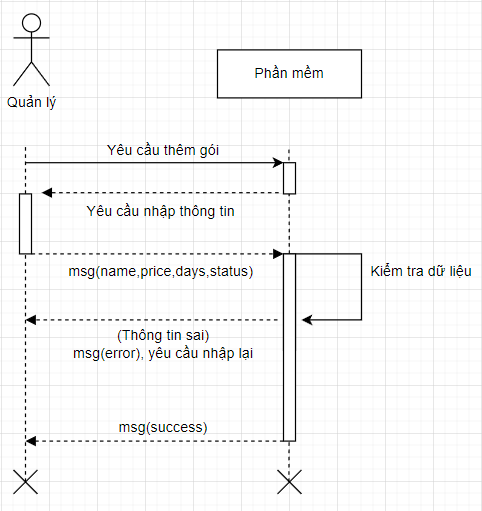 Phần mềm
Quản lý
Yêu cầu thêm gói
Yêu cầu nhập thông tin
msg(name,price,days,status)
Kiểm tra dữ liệu
(Thông tin sai)
msg(error), yêu cầu nhập lại
msg(success)